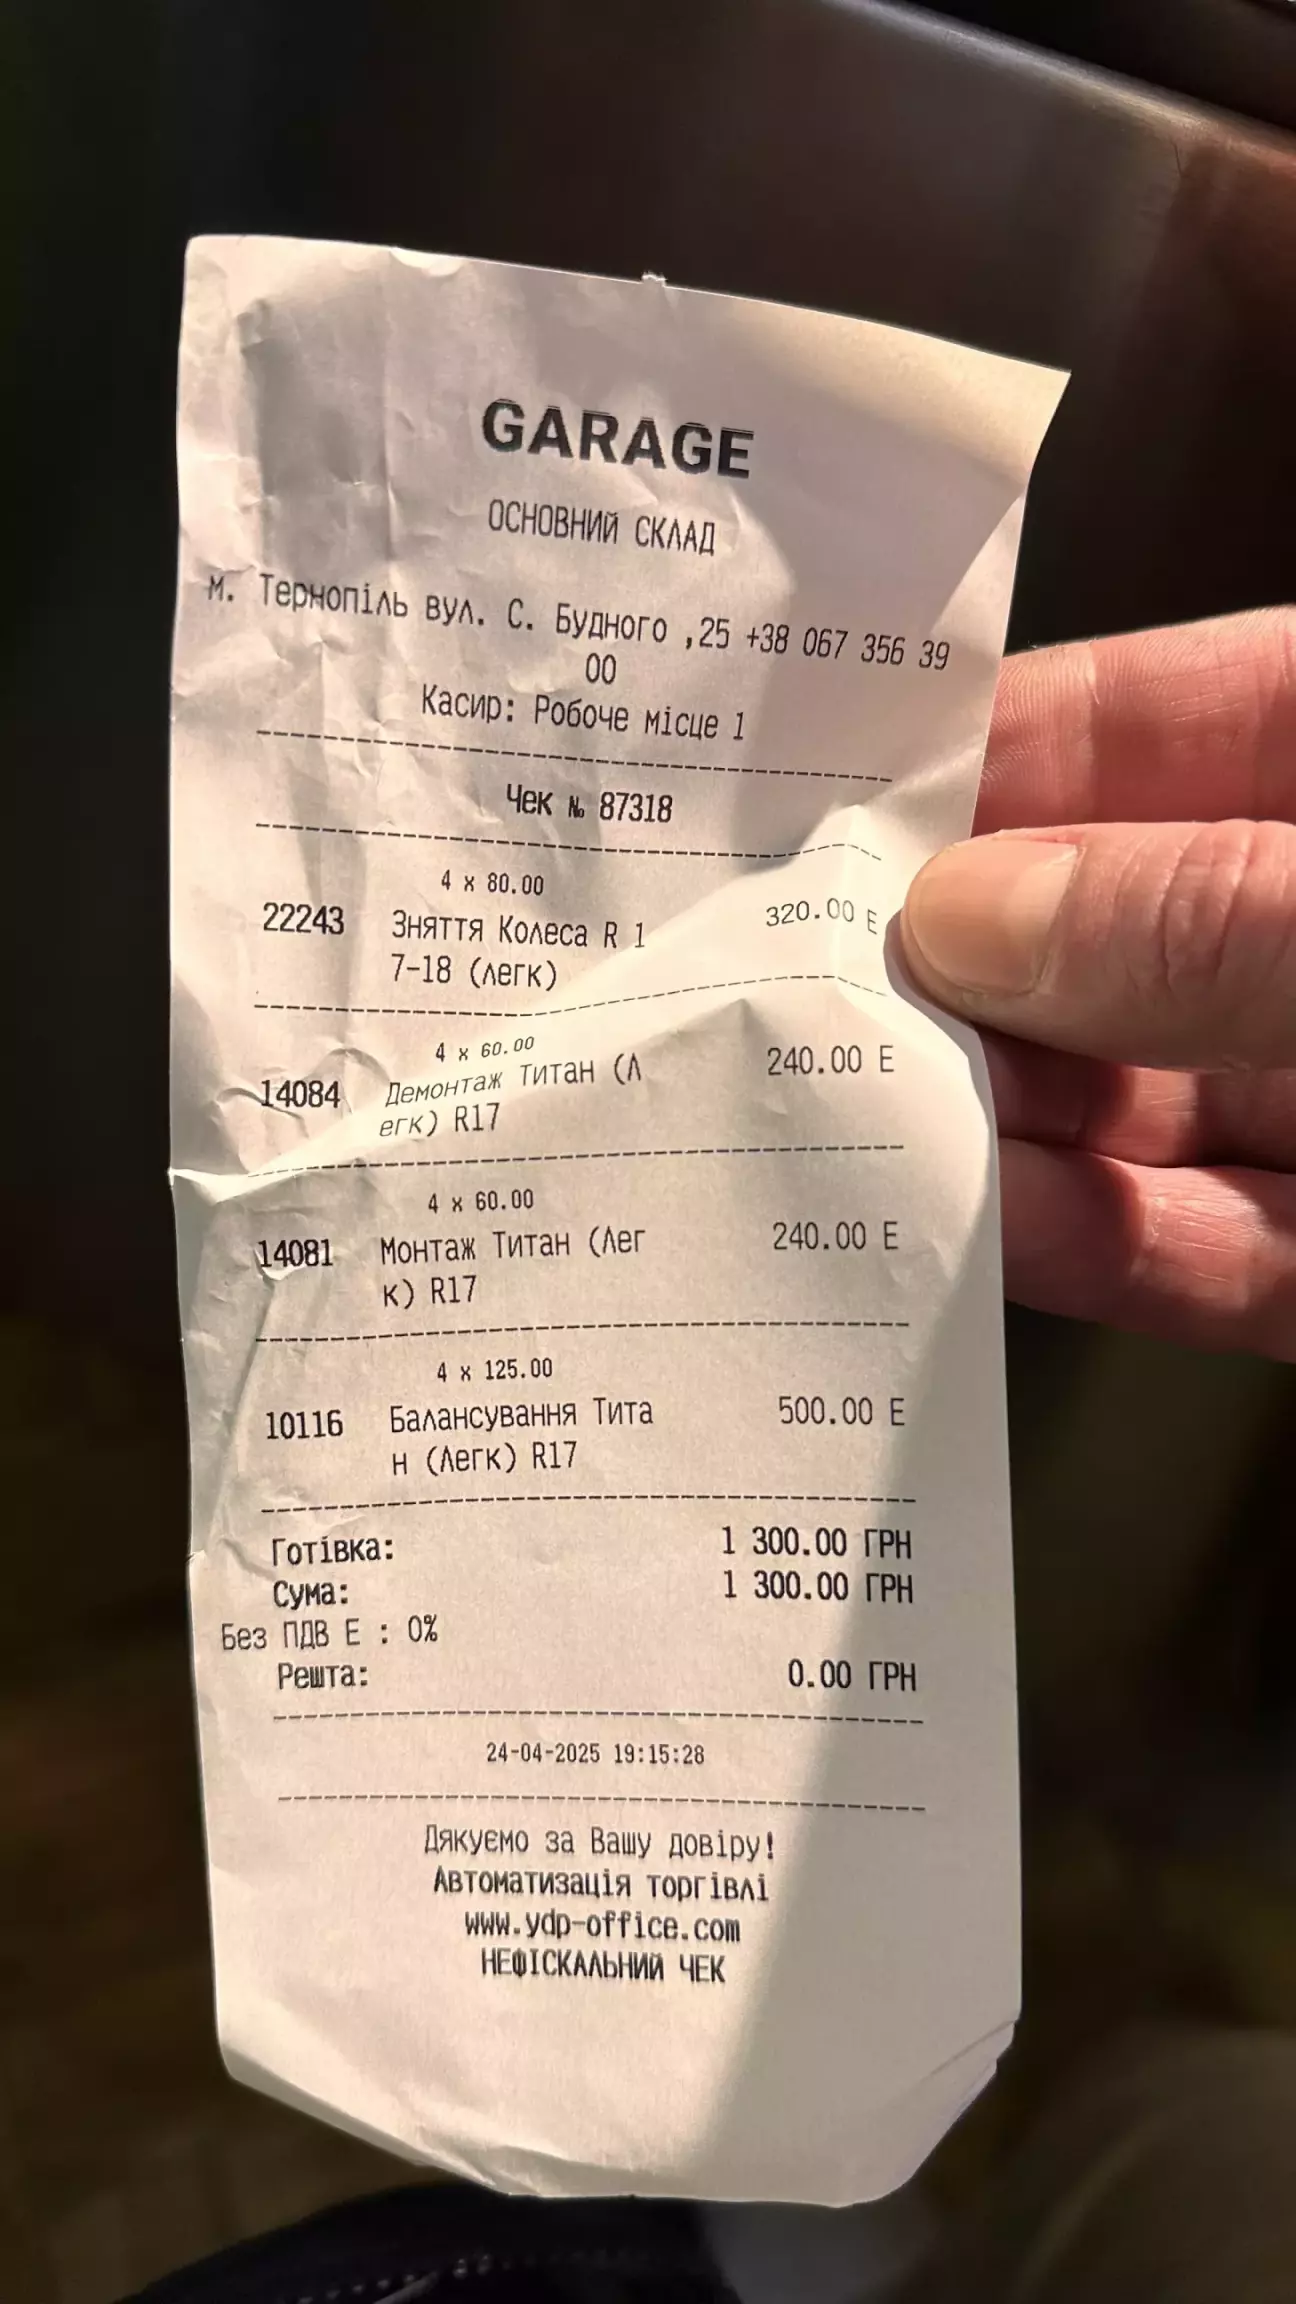 GARAGE
ОСНОВНИЙ СКЛАД
м. Тернопіль вул. С. Будного ,25 +38 067 356 39
00
Касир: Робоче місце 1
Чек № 87318
4 x 80.00
22243 Зняття Колеса R 1 320.00 Е
7-18 (легк)
4 x 60.00
14084 Демонтаж Титан (Л 240.00 Е
егк) R17
4 x 60.00
14081 Монтаж Титан (Лег 240.00 Е
к) R17
4 x 125.00
10116 Балансування Тита 500.00 Е
н (Легк) R17
Готівка: 1 300.00 ГРН
Сума: 1 300.00 ГРН
Без ПДВ Е : 0%
Решта: 0.00 ГРН
24-04-2025 19:15:28
Дякуємо за Вашу довіру!
Автоматизація торгівлі
www.ydp-office.com
НЕФІСКАЛЬНИЙ ЧЕК